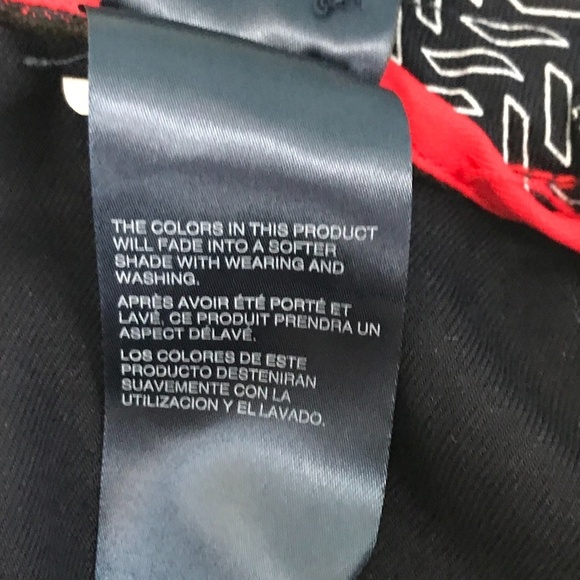 THE COLORS IN THIS PRODUCT
WILL FADE INTO A SOFTER
SHADE WITH WEARING AND
WASHING.
APRÈS AVOIR ÉTÉ PORTÉ ET
LAVÉ, CE PRODUIT PRENDRA UN
ASPECT DÉLAVÉ.
LOS COLORES DE ESTE
PRODUCTO DESTENIRAN
SUAVEMENTE CON LA
UTILIZACION Y EL LAVADO.